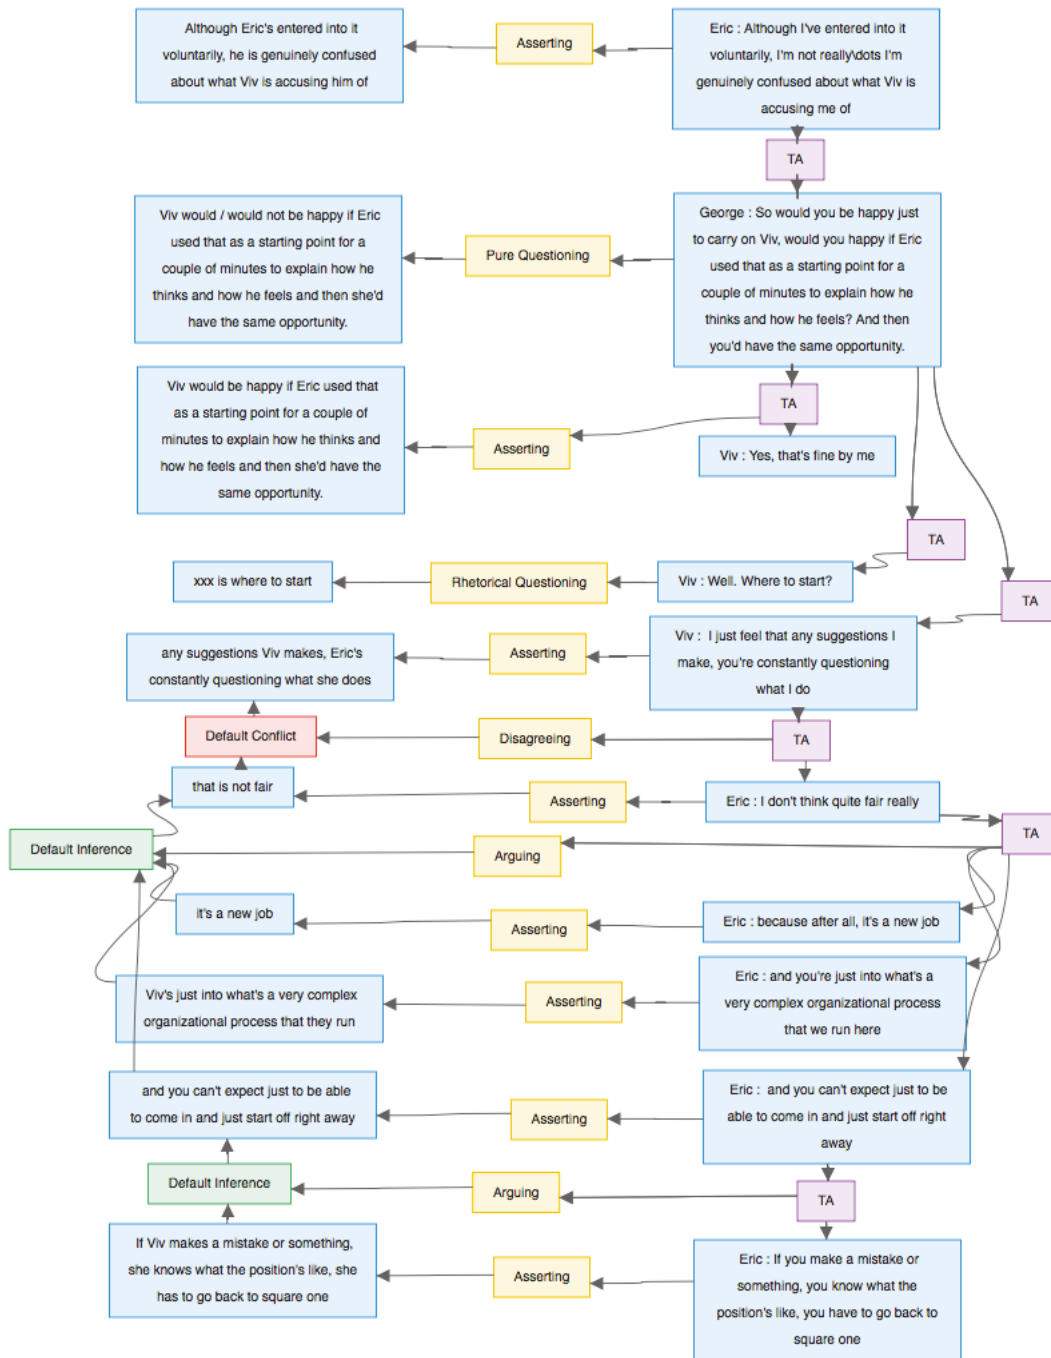 Although Eric's entered into it
voluntarily, he is genuinely confused
about what Viv is accusing him of
Asserting
Eric : Although I've entered into it
voluntarily, I'm not really\dots I'm
genuinely confused about what Viv is
accusing me of
TA
Viv would / would not be happy if Eric
used that as a starting point for a
couple of minutes to explain how he
thinks and how he feels and then she'd
have the same opportunity.
Pure Questioning
George : So would you be happy just
to carry on Viv, would you happy if Eric
used that as a starting point for a
couple of minutes to explain how he
thinks and how he feels? And then
you'd have the same opportunity.
Viv would be happy if Eric used that
as a starting point for a couple of
minutes to explain how he thinks and
how he feels and then she'd have the
same opportunity.
Asserting
TA
Viv : Yes, that's fine by me
TA
xxx is where to start
Rhetorical Questioning
Viv : Well. Where to start?
TA
any suggestions Viv makes, Eric's
constantly questioning what she does
Asserting
Viv :  I just feel that any suggestions I
make, you're constantly questioning
what I do
Default Conflict
Disagreeing
TA
that is not fair
Asserting
Eric : I don't think quite fair really
Default Inference
Arguing
TA
it's a new job
Asserting
Eric : because after all, it's a new job
Viv's just into what's a very complex
organizational process that they run
Asserting
Eric : and you're just into what's a
very complex organizational process
that we run here
and you can't expect just to be able
to come in and just start off right away
Asserting
Eric :  and you can't expect just to be
able to come in and just start off right
away
Default Inference
Arguing
TA
If Viv makes a mistake or something,
she knows what the position's like, she
has to go back to square one
Asserting
Eric : If you make a mistake or
something, you know what the
position's like, you have to go back to
square one